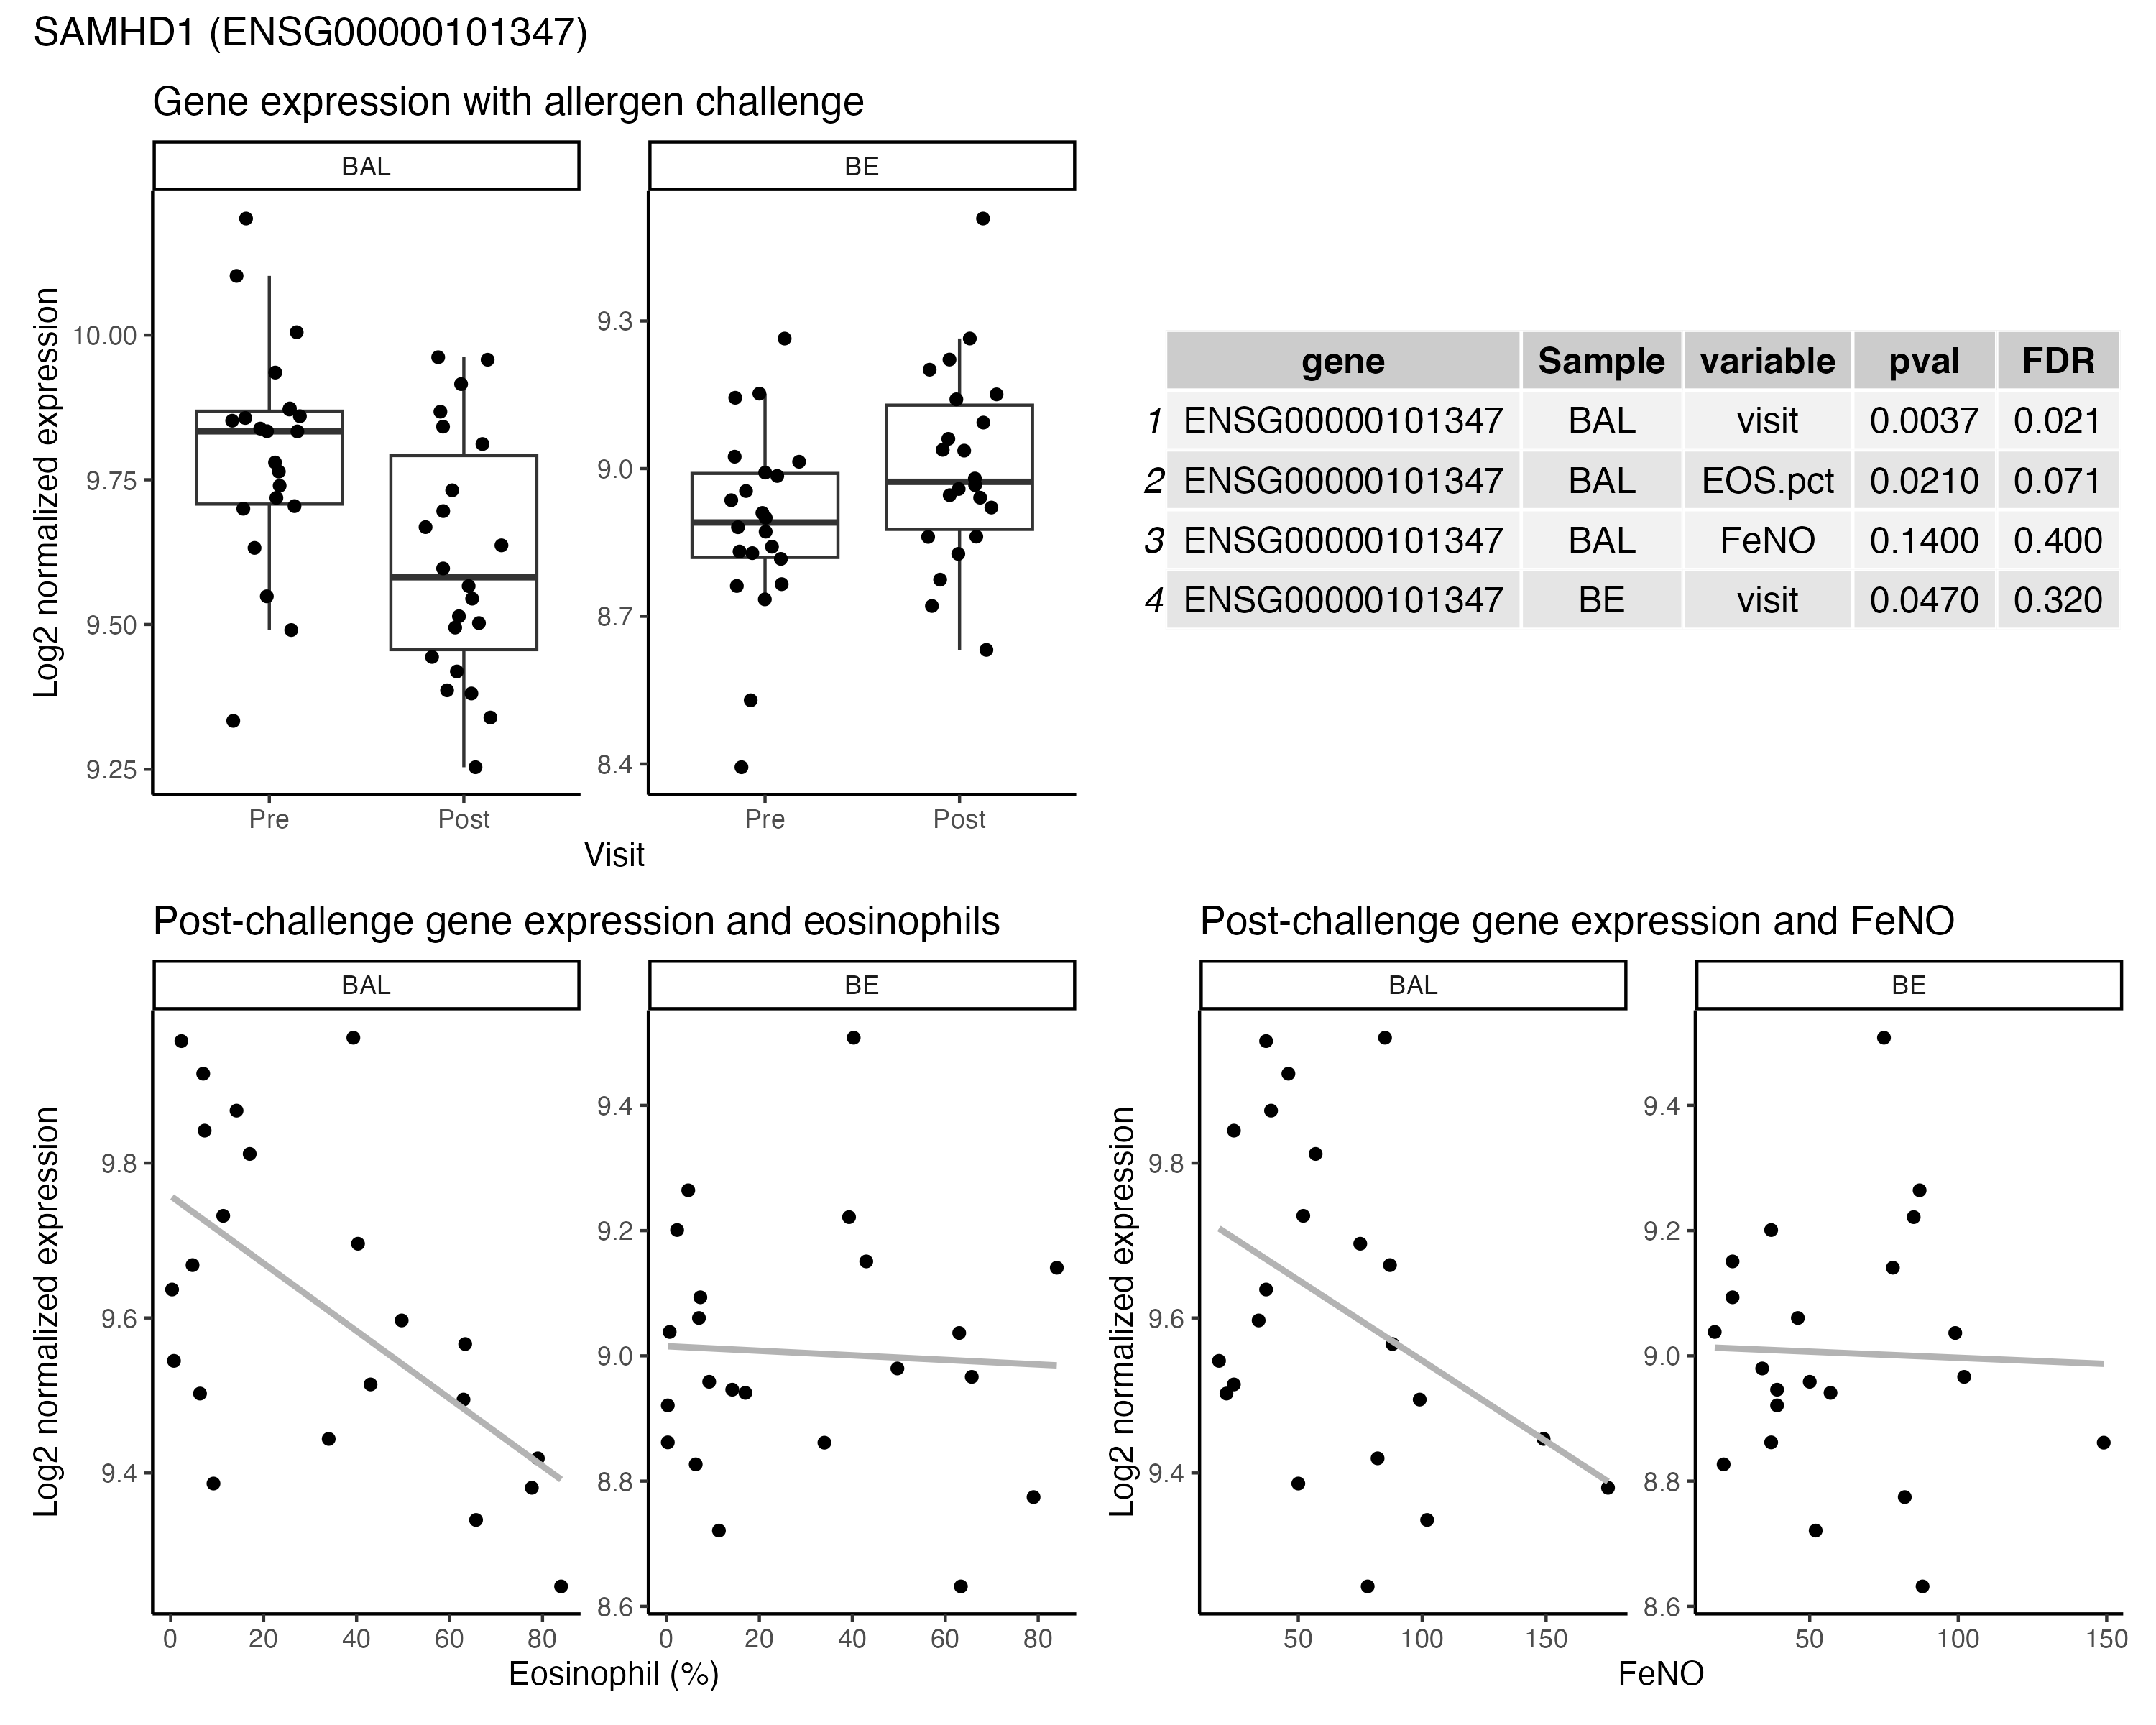 SAMHD1 (ENSG00000101347)
Gene expression with allergen challenge
BAL
BE
Log2 normalized expression
10.00
9.75
9.50
9.25
9.3
9.0
8.7
8.4
Pre
Post
Pre
Post
Visit
gene Sample variable pval FDR
1 ENSG00000101347 BAL visit 0.0037 0.021
2 ENSG00000101347 BAL EOS.pct 0.0210 0.071
3 ENSG00000101347 BAL FeNO 0.1400 0.400
4 ENSG00000101347 BE visit 0.0470 0.320
Post-challenge gene expression and eosinophils
BAL
BE
Log2 normalized expression
9.8
9.6
9.4
9.4
9.2
9.0
8.8
8.6
0 20 40 60 80
0 20 40 60 80
Eosinophil (%)
Post-challenge gene expression and FeNO
BAL
BE
Log2 normalized expression
9.8
9.6
9.4
9.4
9.2
9.0
8.8
8.6
50 100 150
50 100 150
FeNO